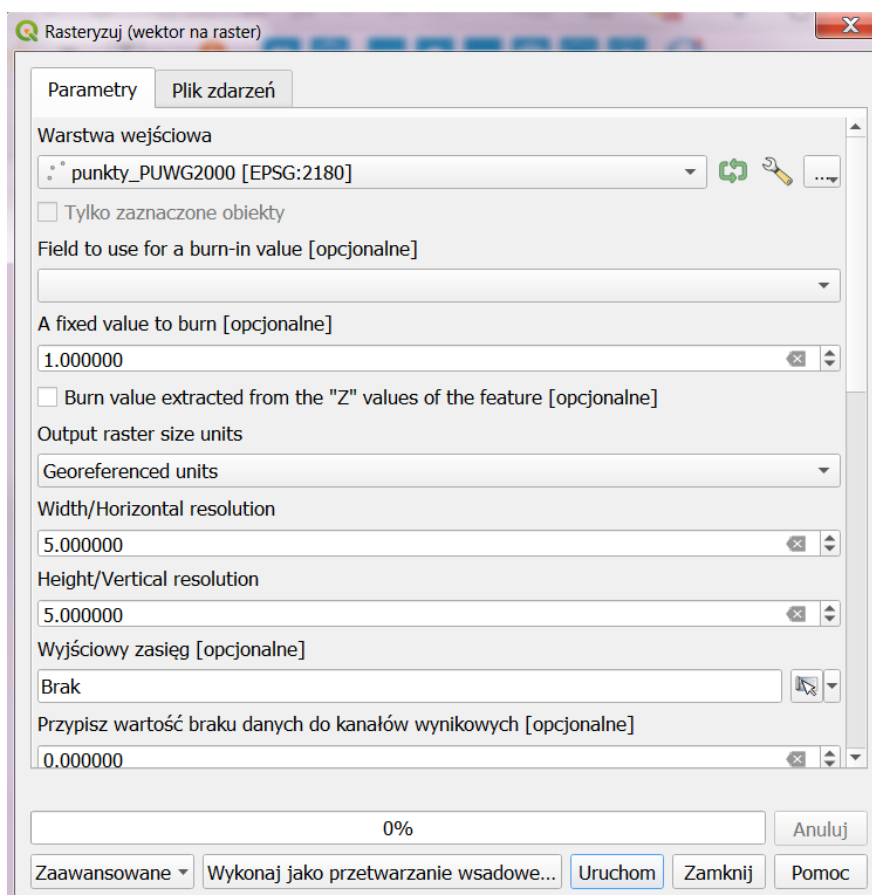 Rasteryzuj (wektor na raster)
Parametry Plik zdarzeń
Warstwa wejściowa
punkty_PUWG2000 [EPSG:2180]
...
Tylko zaznaczone obiekty
Field to use for a burn-in value [opcjonalne]
A fixed value to burn [opcjonalne]
1.000000
Burn value extracted from the "Z" values of the feature [opcjonalne]
Output raster size units
Georeferenced units
Width/Horizontal resolution
5.000000
Height/Vertical resolution
5.000000
Wyjściowy zasięg [opcjonalne]
Brak
Przypisz wartość braku danych do kanałów wynikowych [opcjonalne]
0.000000
0% Anuluj
Zaawansowane Wykonaj jako przetwarzanie wsadowe... Uruchom Zamknij Pomoc